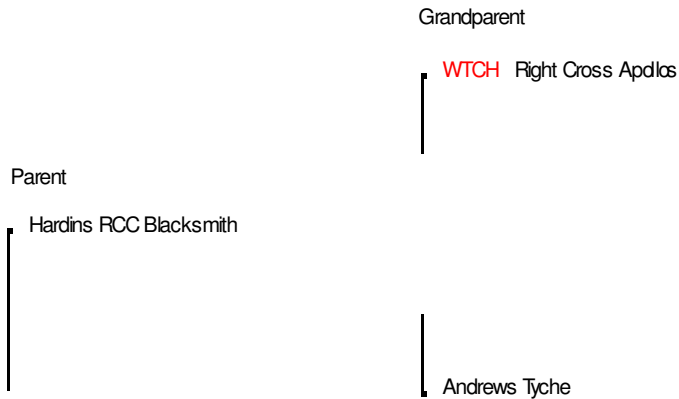 Grandparent
WTCH Right Cross Apollos
Parent
Hardins RCC Blacksmith
Andrews Tyche